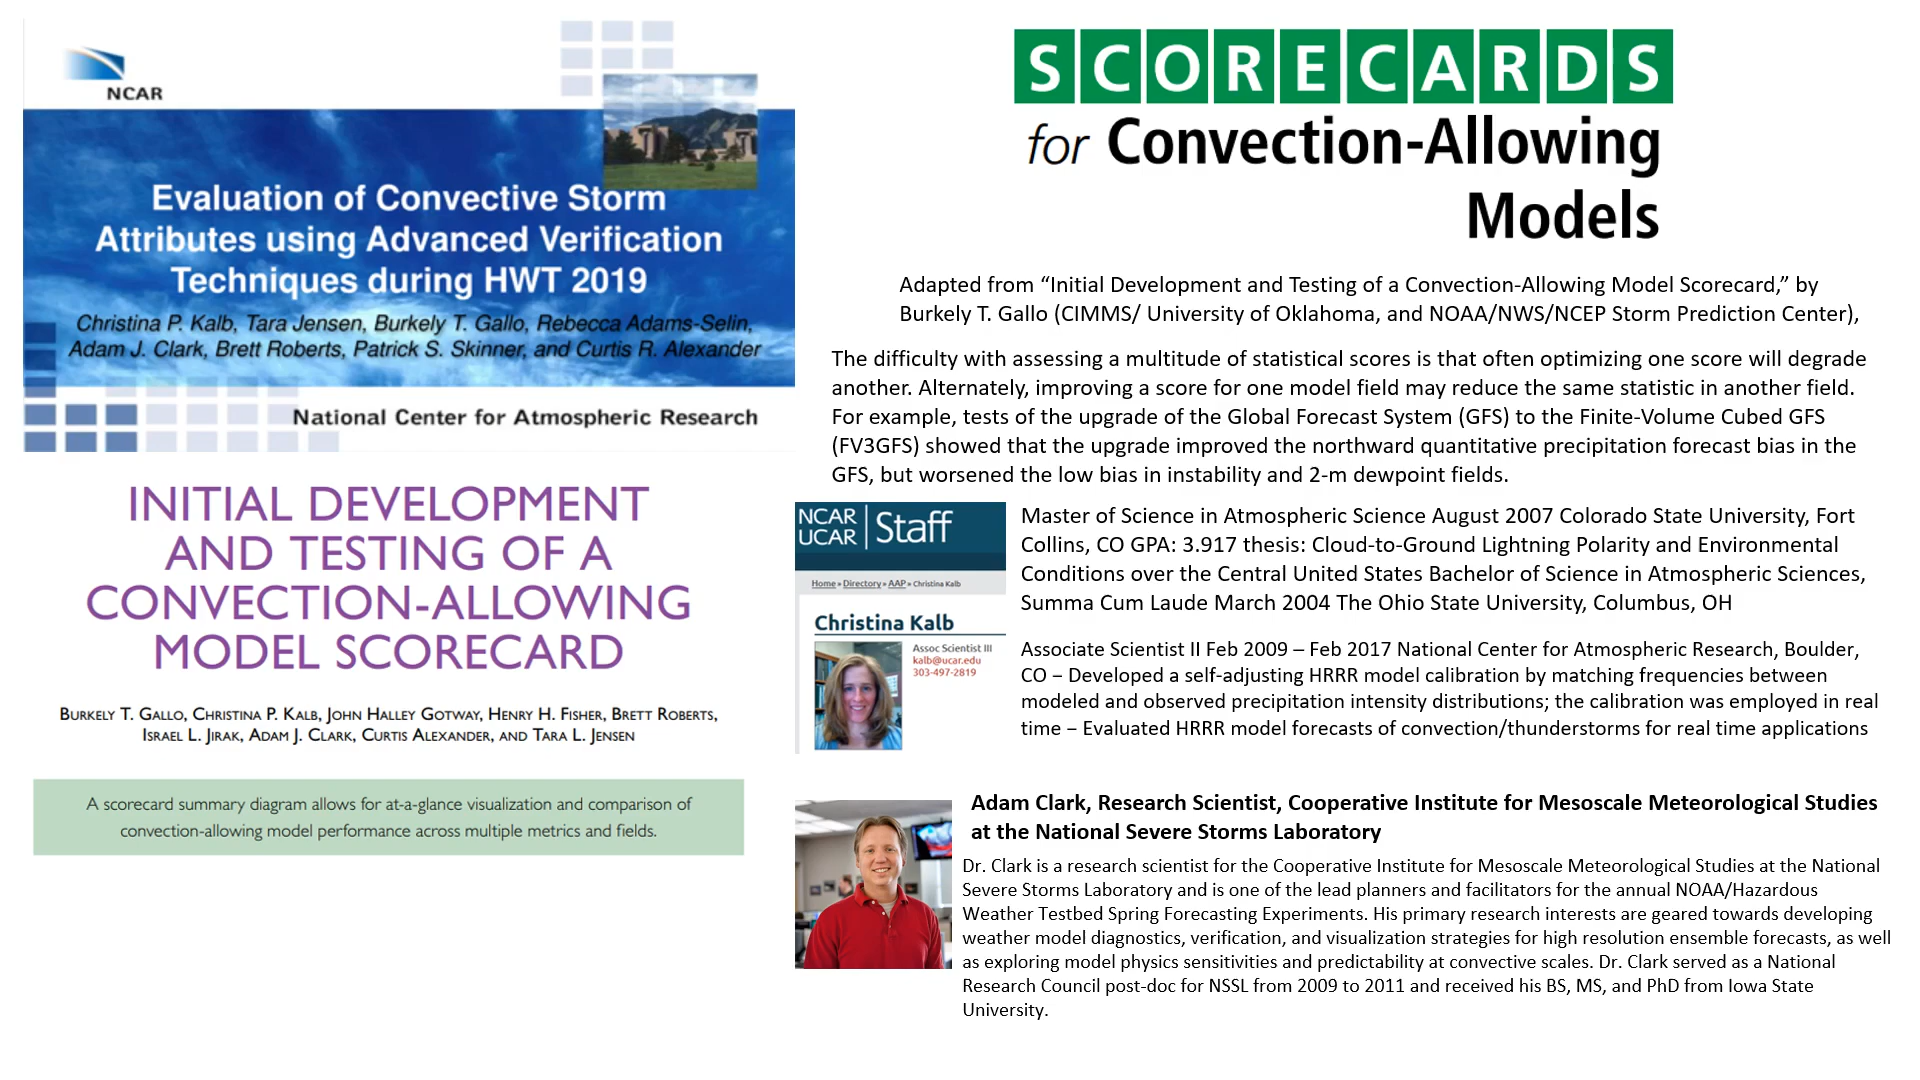 NCAR
Evaluation of Convective Storm
Attributes using Advanced Verification
Techniques during HWT 2019
Christina P. Kalb, Tara Jensen, Burkely T. Gallo, Rebecca Adams-Selin,
Adam J. Clark, Brett Roberts, Patrick S. Skinner, and Curtis R. Alexander
National Center for Atmospheric Research
INITIAL DEVELOPMENT
AND TESTING OF A
CONVECTION-ALLOWING
MODEL SCORECARD
BURKELY T. GALLO, CHRISTINA P. KALB, JOHN HALLEY GOTWAY, HENRY H. FISHER, BRETT ROBERTS,
ISRAEL L. JIRAK, ADAM J. CLARK, CURTIS ALEXANDER, AND TARA L. JENSEN
A scorecard summary diagram allows for at-a-glance visualization and comparison of
convection-allowing model performance across multiple metrics and fields.
SCORECARDS
for Convection-Allowing
Models
Adapted from “Initial Development and Testing of a Convection-Allowing Model Scorecard,” by
Burkely T. Gallo (CIMMS/ University of Oklahoma, and NOAA/NWS/NCEP Storm Prediction Center),
The difficulty with assessing a multitude of statistical scores is that often optimizing one score will degrade
another. Alternately, improving a score for one model field may reduce the same statistic in another field.
For example, tests of the upgrade of the Global Forecast System (GFS) to the Finite-Volume Cubed GFS
(FV3GFS) showed that the upgrade improved the northward quantitative precipitation forecast bias in the
GFS, but worsened the low bias in instability and 2-m dewpoint fields.
NCAR
UCAR
Staff
Home » Directory » AAP » Christina Kalb
Christina Kalb
Assoc Scientist III
kalb@ucar.edu
303-497-2819
Master of Science in Atmospheric Science August 2007 Colorado State University, Fort
Collins, CO GPA: 3.917 thesis: Cloud-to-Ground Lightning Polarity and Environmental
Conditions over the Central United States Bachelor of Science in Atmospheric Sciences,
Summa Cum Laude March 2004 The Ohio State University, Columbus, OH
Associate Scientist II Feb 2009 – Feb 2017 National Center for Atmospheric Research, Boulder,
CO − Developed a self-adjusting HRRR model calibration by matching frequencies between
modeled and observed precipitation intensity distributions; the calibration was employed in real
time − Evaluated HRRR model forecasts of convection/thunderstorms for real time applications
Adam Clark, Research Scientist, Cooperative Institute for Mesoscale Meteorological Studies
at the National Severe Storms Laboratory
Dr. Clark is a research scientist for the Cooperative Institute for Mesoscale Meteorological Studies at the National
Severe Storms Laboratory and is one of the lead planners and facilitators for the annual NOAA/Hazardous
Weather Testbed Spring Forecasting Experiments. His primary research interests are geared towards developing
weather model diagnostics, verification, and visualization strategies for high resolution ensemble forecasts, as well
as exploring model physics sensitivities and predictability at convective scales. Dr. Clark served as a National
Research Council post-doc for NSSL from 2009 to 2011 and received his BS, MS, and PhD from Iowa State
University.